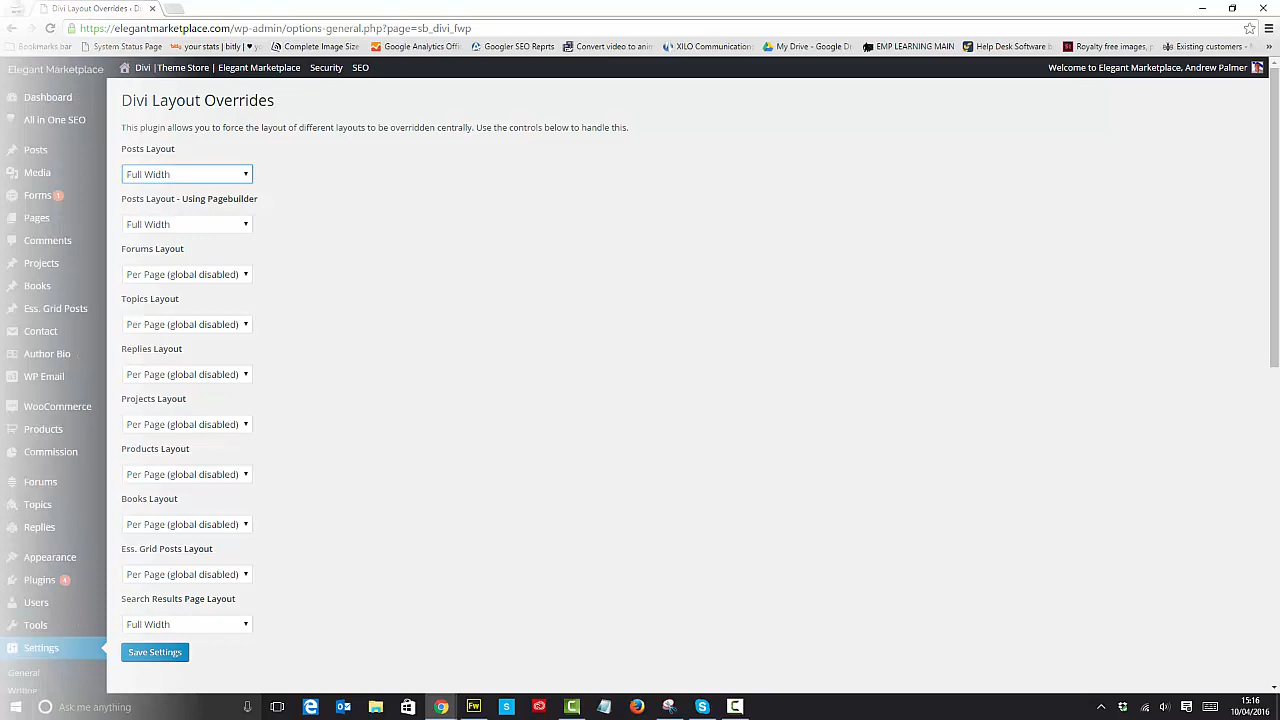 Divi Layout Overrides
https://elegantmarketplace.com/wp-admin/options-general.php?page=sb_divi_fwp
Bookmarks bar
System Status Page
your stats | bitly | ♥ y
Complete Image Size
Google Analytics Offi
Googler SEO Reprts
Convert video to anim
XILO Communication
My Drive - Google Dr
EMP LEARNING MAIN
Help Desk Software b
Royalty free images, p
Existing customers -
»
Elegant Marketplace
Divi |Theme Store | Elegant Marketplace
Security
SEO
Welcome to Elegant Marketplace, Andrew Palmer
Dashboard
All in One SEO
Posts
Media
Forms 1
Pages
Comments
Projects
Books
Ess. Grid Posts
Contact
Author Bio
WP Email
WooCommerce
Products
Commission
Forums
Topics
Replies
Appearance
Plugins 4
Users
Tools
Settings
General
Writing
Divi Layout Overrides
This plugin allows you to force the layout of different layouts to be overridden centrally. Use the controls below to handle this.
Posts Layout
Full Width
Posts Layout - Using Pagebuilder
Full Width
Forums Layout
Per Page (global disabled)
Topics Layout
Per Page (global disabled)
Replies Layout
Per Page (global disabled)
Projects Layout
Per Page (global disabled)
Products Layout
Per Page (global disabled)
Books Layout
Per Page (global disabled)
Ess. Grid Posts Layout
Per Page (global disabled)
Search Results Page Layout
Full Width
Save Settings
Ask me anything
Fw
15:16
10/04/2016